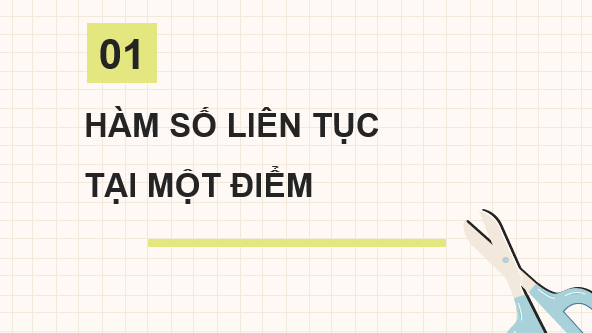 01
HÀM SỐ LIÊN TỤC
TẠI MỘT ĐIỂM